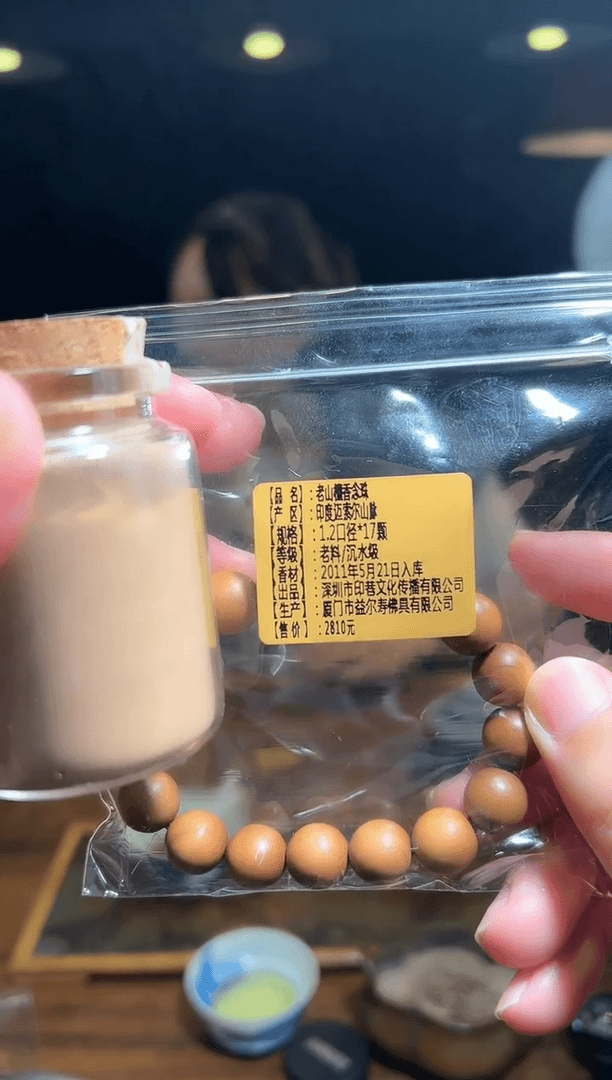 【品 名】：老山檀香念珠
【产 区】：印度迈索尔山脉
【规格】：1.2口径*17颗
【等级】：老料/沉水级
【香材】：2011年5月21日入库
【出品】：深圳市印巷文化传播有限公司
【生产】：厦门市益尔寿佛具有限公司
【售价】：2810元